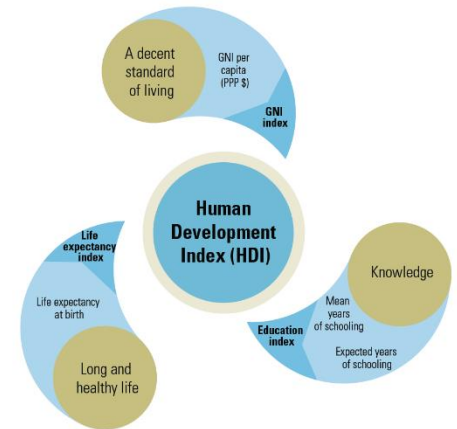 A decent
standard
of living
GNI per
capita
(PPP $)
GNI
index
Human
Development
Index (HDI)
Life
expectancy
index
Life expectancy
at birth
Long and
healthy life
Knowledge
Mean
years
of schooling
Expected years
of schooling
Education
index